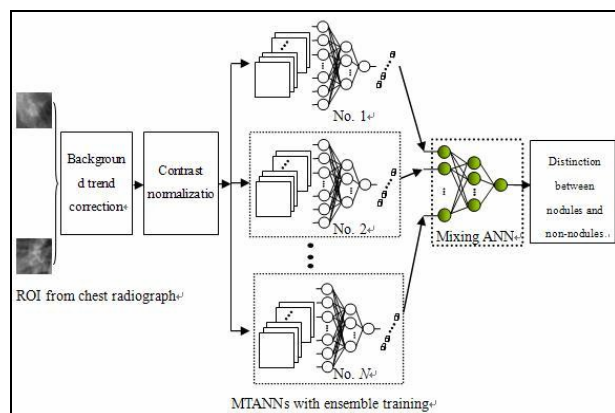 No. 1
Backgroun
d trend
correction
Contrast
normalizatio
No. 2
Mixing ANN
Distinction
between
nodules and
non-nodules
ROI from chest radiograph
No. N
MTANNs with ensemble training